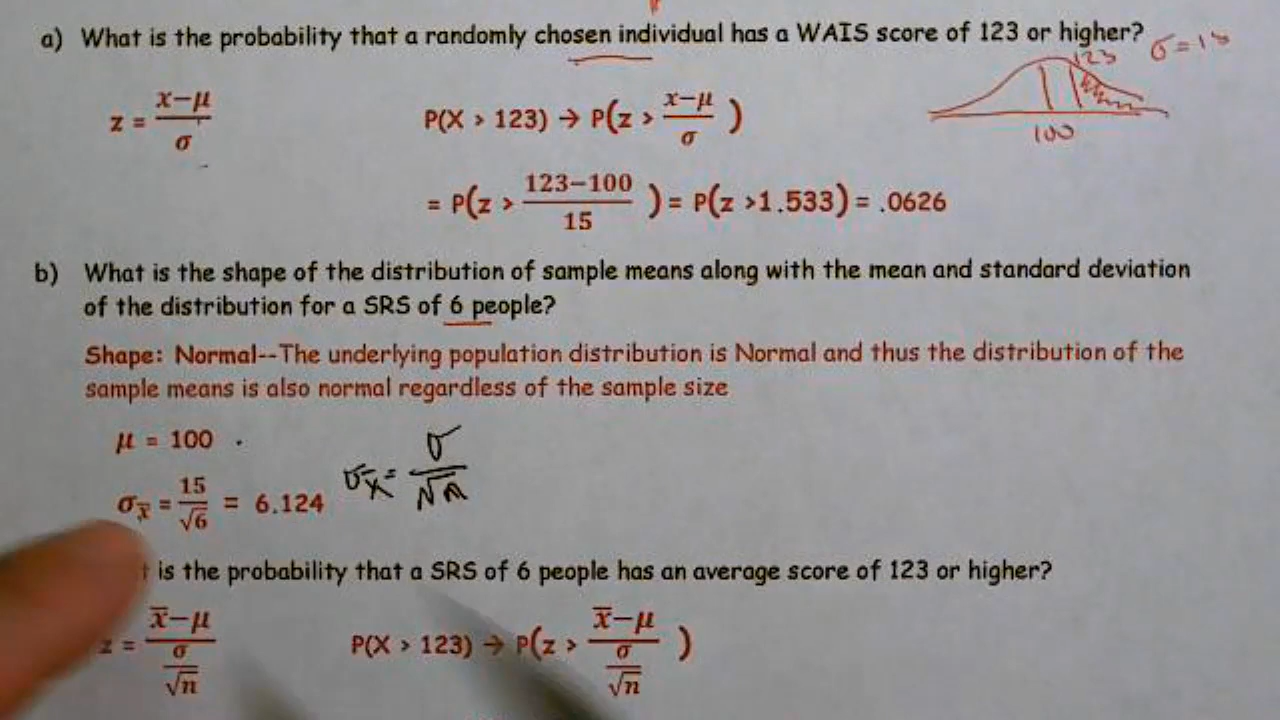 a) What is the probability that a randomly chosen individual has a WAIS score of 123 or higher?
123 σ=15
100
z = x−μ / σ
P(X > 123) → P(z > x−μ / σ )
= P(z > 123−100 / 15 ) = P(z >1.533) = .0626
b) What is the shape of the distribution of sample means along with the mean and standard deviation
of the distribution for a SRS of 6 people?
Shape: Normal--The underlying population distribution is Normal and thus the distribution of the
sample means is also normal regardless of the sample size
μ = 100
σx̅ = 15 / √6 = 6.124
σx̅ = σ / √n
is the probability that a SRS of 6 people has an average score of 123 or higher?
z = x̅−μ / σ / √n
P(X > 123) → P(z > x̅−μ / σ / √n )